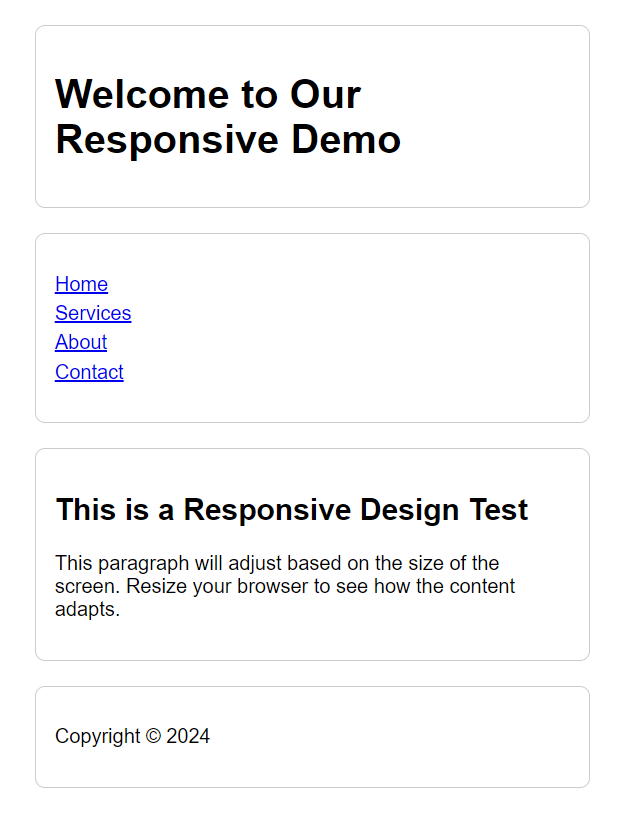 Welcome to Our
Responsive Demo
Home
Services
About
Contact
This is a Responsive Design Test
This paragraph will adjust based on the size of the
screen. Resize your browser to see how the content
adapts.
Copyright © 2024